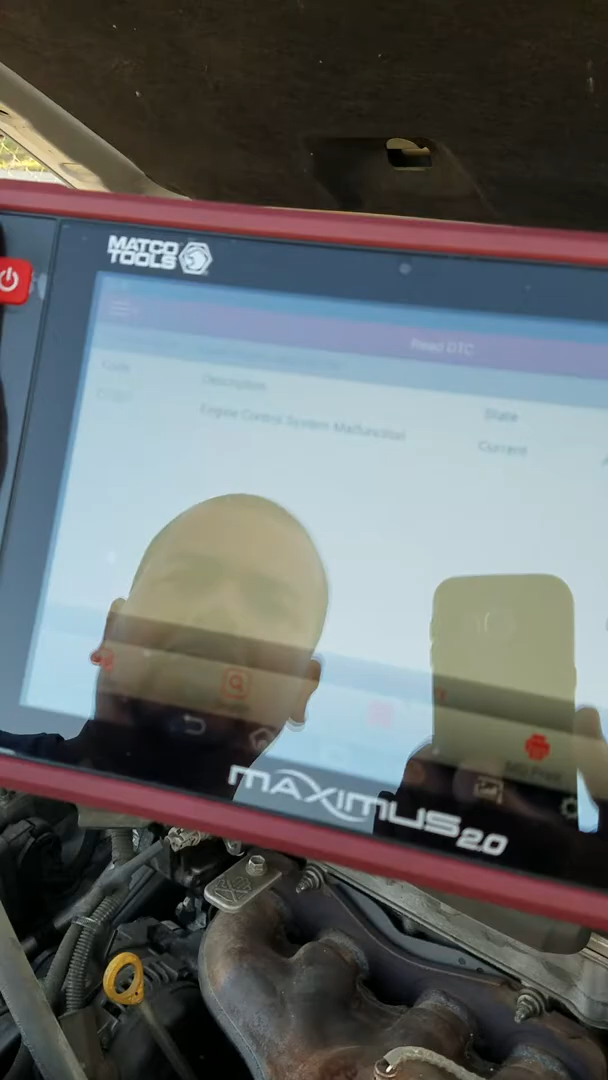 MATCO
TOOLS
Read DTC
Code
Description
State
Engine Control System Malfunction
Current
maximus 2.0